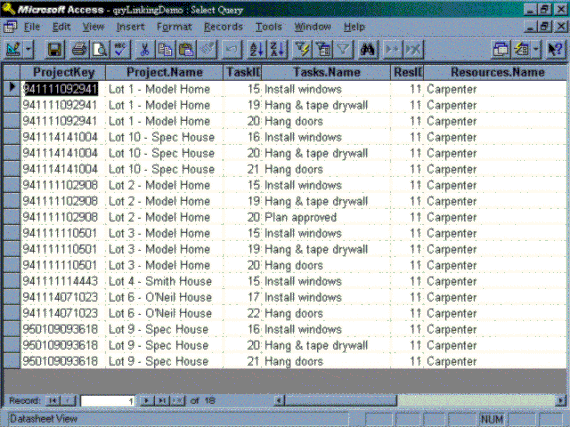 Microsoft Access - qryLinkingDemo : Select Query
File Edit View Insert Format Records Tools Window Help
ProjectKey Project.Name TaskID Tasks.Name ResID Resources.Name
941111092941 Lot 1 - Model Home 15 Install windows 11 Carpenter
941111092941 Lot 1 - Model Home 19 Hang & tape drywall 11 Carpenter
941111092941 Lot 1 - Model Home 20 Hang doors 11 Carpenter
941114141004 Lot 10 - Spec House 16 Install windows 11 Carpenter
941114141004 Lot 10 - Spec House 20 Hang & tape drywall 11 Carpenter
941114141004 Lot 10 - Spec House 21 Hang doors 11 Carpenter
941111102908 Lot 2 - Model Home 15 Install windows 11 Carpenter
941111102908 Lot 2 - Model Home 19 Hang & tape drywall 11 Carpenter
941111102908 Lot 2 - Model Home 20 Plan approved 11 Carpenter
941111110501 Lot 3 - Model Home 15 Install windows 11 Carpenter
941111110501 Lot 3 - Model Home 19 Hang & tape drywall 11 Carpenter
941111110501 Lot 3 - Model Home 20 Hang doors 11 Carpenter
941111114443 Lot 4 - Smith House 15 Install windows 11 Carpenter
941114071023 Lot 6 - O'Neil House 17 Install windows 11 Carpenter
941114071023 Lot 6 - O'Neil House 22 Hang doors 11 Carpenter
950109093618 Lot 9 - Spec House 16 Install windows 11 Carpenter
950109093618 Lot 9 - Spec House 20 Hang & tape drywall 11 Carpenter
950109093618 Lot 9 - Spec House 21 Hang doors 11 Carpenter
Record: 1 of 18
Datasheet View NUM